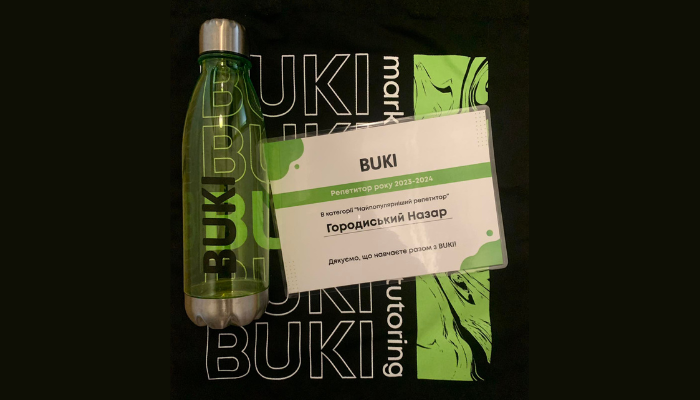 BUKI
BUKI
BUKI
BUKI
BUKI
BUKI
BUKI
Репетитор року 2023-2024
В категорії "Найпопулярніший репетитор"
Городиський Назар
Дякуємо, що навчаєте разом з BUKI!
mark
tutoring